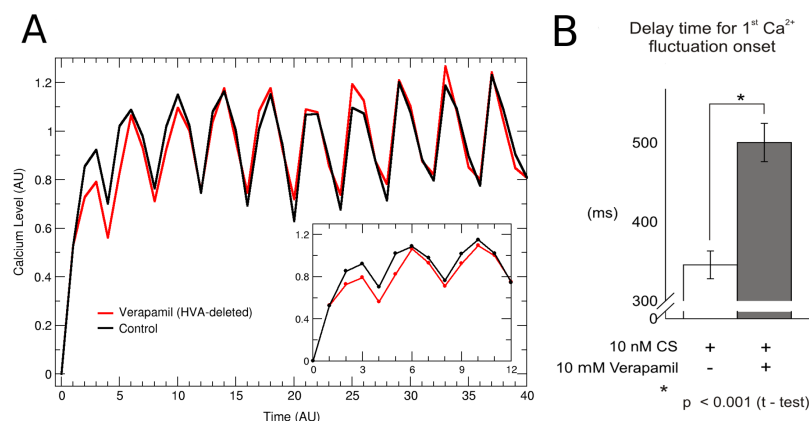 A
Calcium Level (AU)
1.2
1
0.8
0.6
0.4
0.2
0
Verapamil (HVA-deleted)
Control
1.2
0.8
0.4
0
0
3
6
9
12
0
5
10
15
20
25
30
35
40
Time (AU)
B
Delay time for 1st Ca2+
fluctuation onset
*
500
(ms)
400
300
0
10 nM CS + +
10 mM Verapamil - +
*
p < 0.001 (t - test)